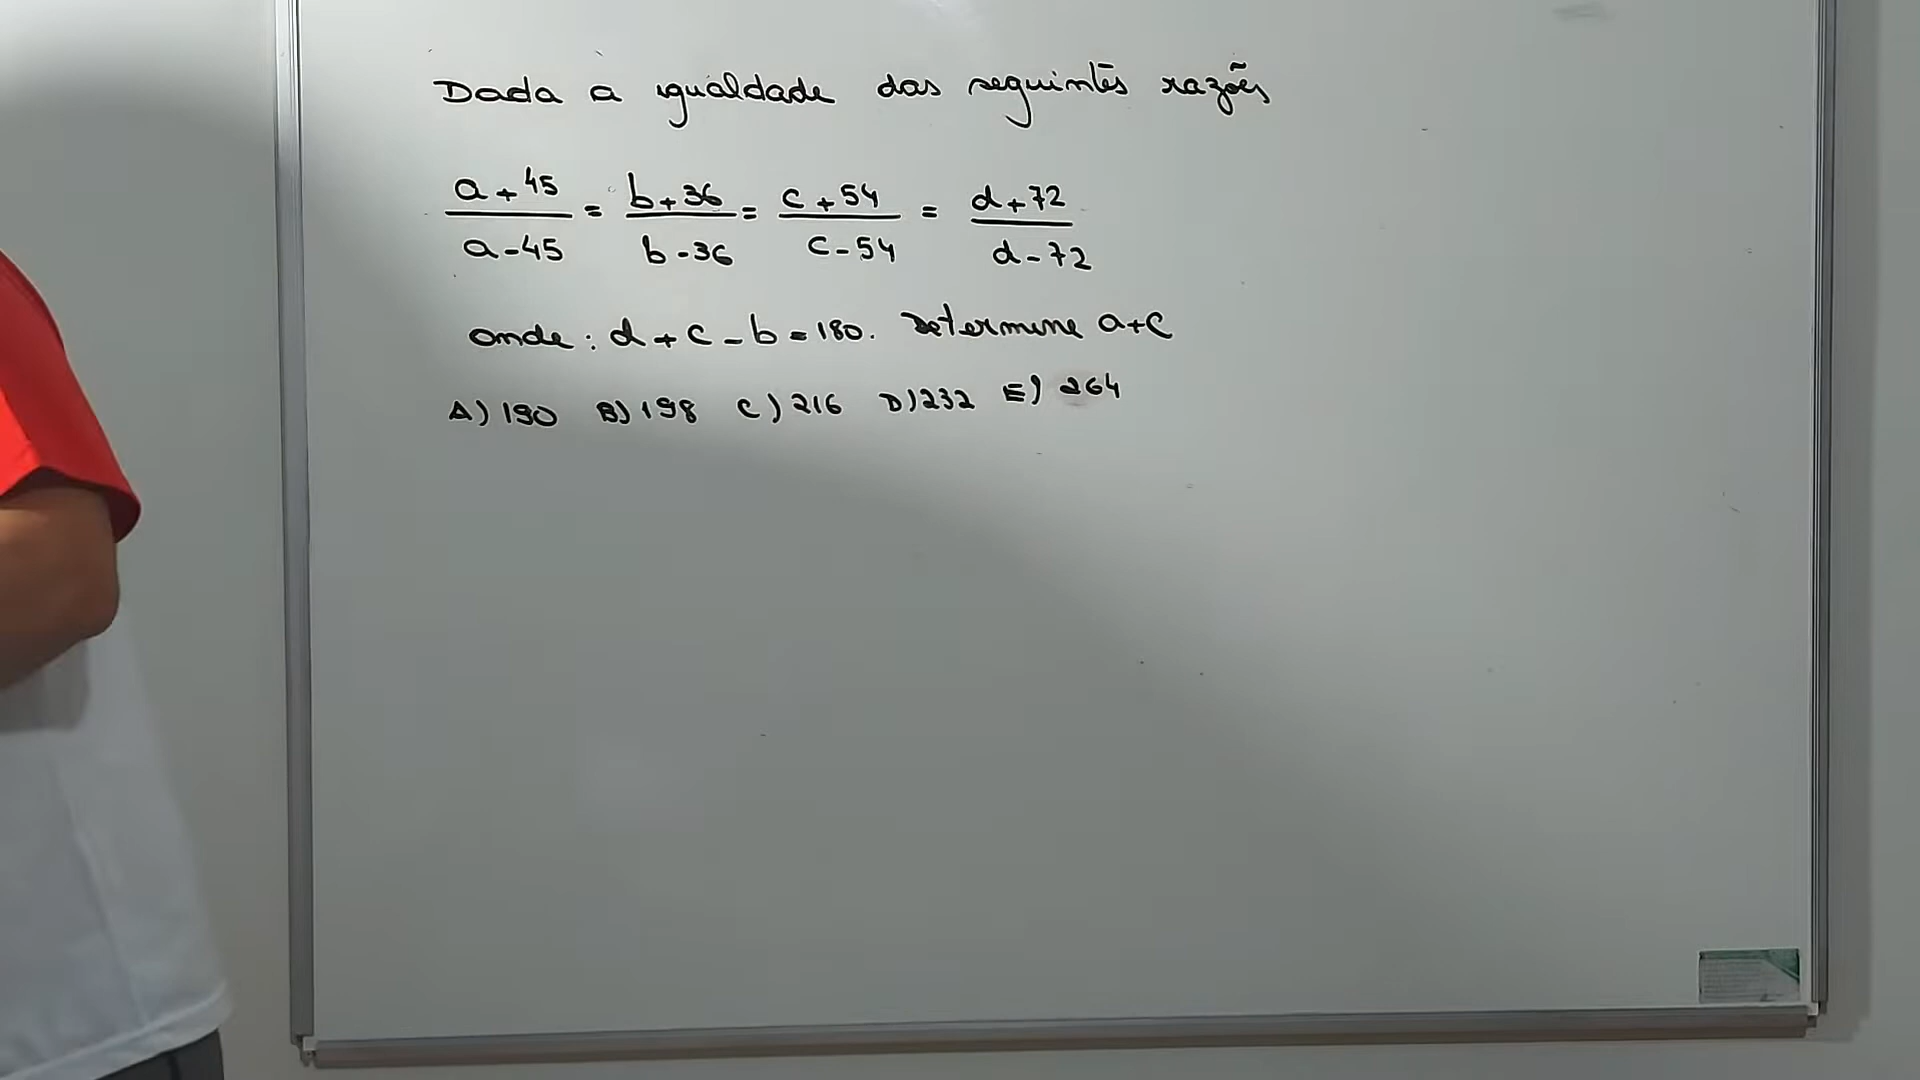 Dada a igualdade das seguintes razões
a+45/a-45 = b+36/b-36 = c+54/c-54 = d+72/d-72
onde: d+c-b=180. Determine a+c
A) 190 B) 198 C) 216 D) 232 E) 264